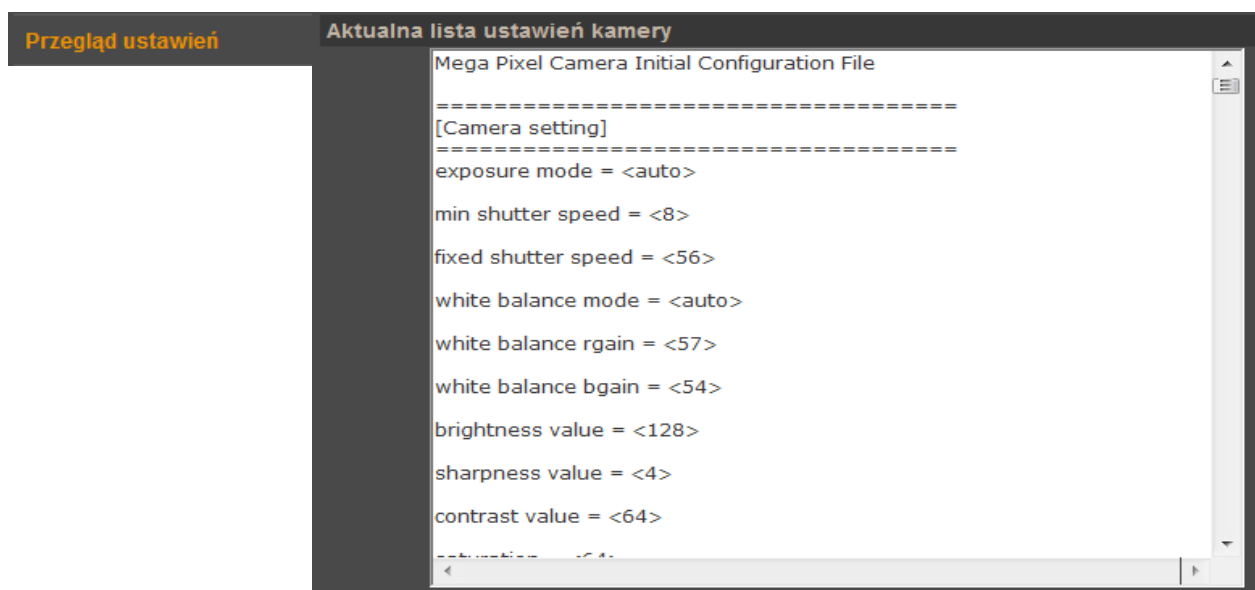 Przegląd ustawień
Aktualna lista ustawień kamery
Mega Pixel Camera Initial Configuration File
====================================
[Camera setting]
====================================
exposure mode = <auto>
min shutter speed = <8>
fixed shutter speed = <56>
white balance mode = <auto>
white balance rgain = <57>
white balance bgain = <54>
brightness value = <128>
sharpness value = <4>
contrast value = <64>